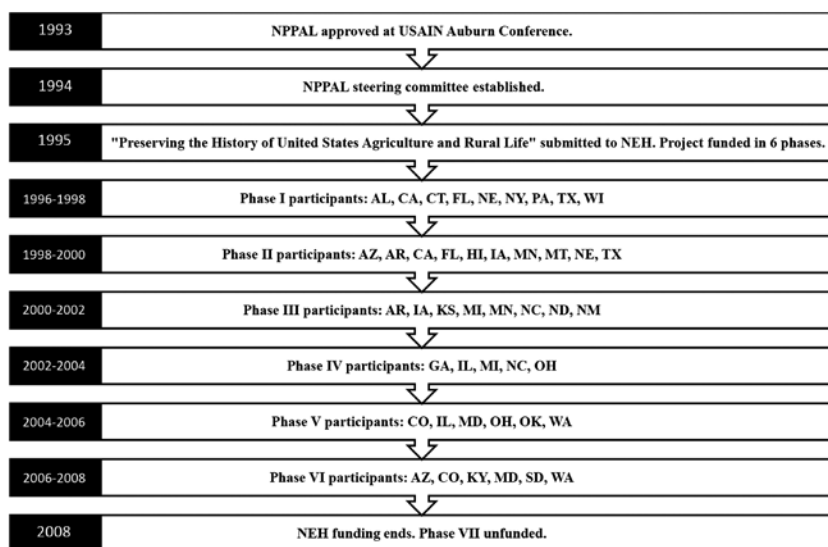 1993
NPPAL approved at USAIN Auburn Conference.
1994
NPPAL steering committee established.
1995
"Preserving the History of United States Agriculture and Rural Life" submitted to NEH. Project funded in 6 phases.
1996-1998
Phase I participants: AL, CA, CT, FL, NE, NY, PA, TX, WI
1998-2000
Phase II participants: AZ, AR, CA, FL, HI, IA, MN, MT, NE, TX
2000-2002
Phase III participants: AR, IA, KS, MI, MN, NC, ND, NM
2002-2004
Phase IV participants: GA, IL, MI, NC, OH
2004-2006
Phase V participants: CO, IL, MD, OH, OK, WA
2006-2008
Phase VI participants: AZ, CO, KY, MD, SD, WA
2008
NEH funding ends. Phase VII unfunded.